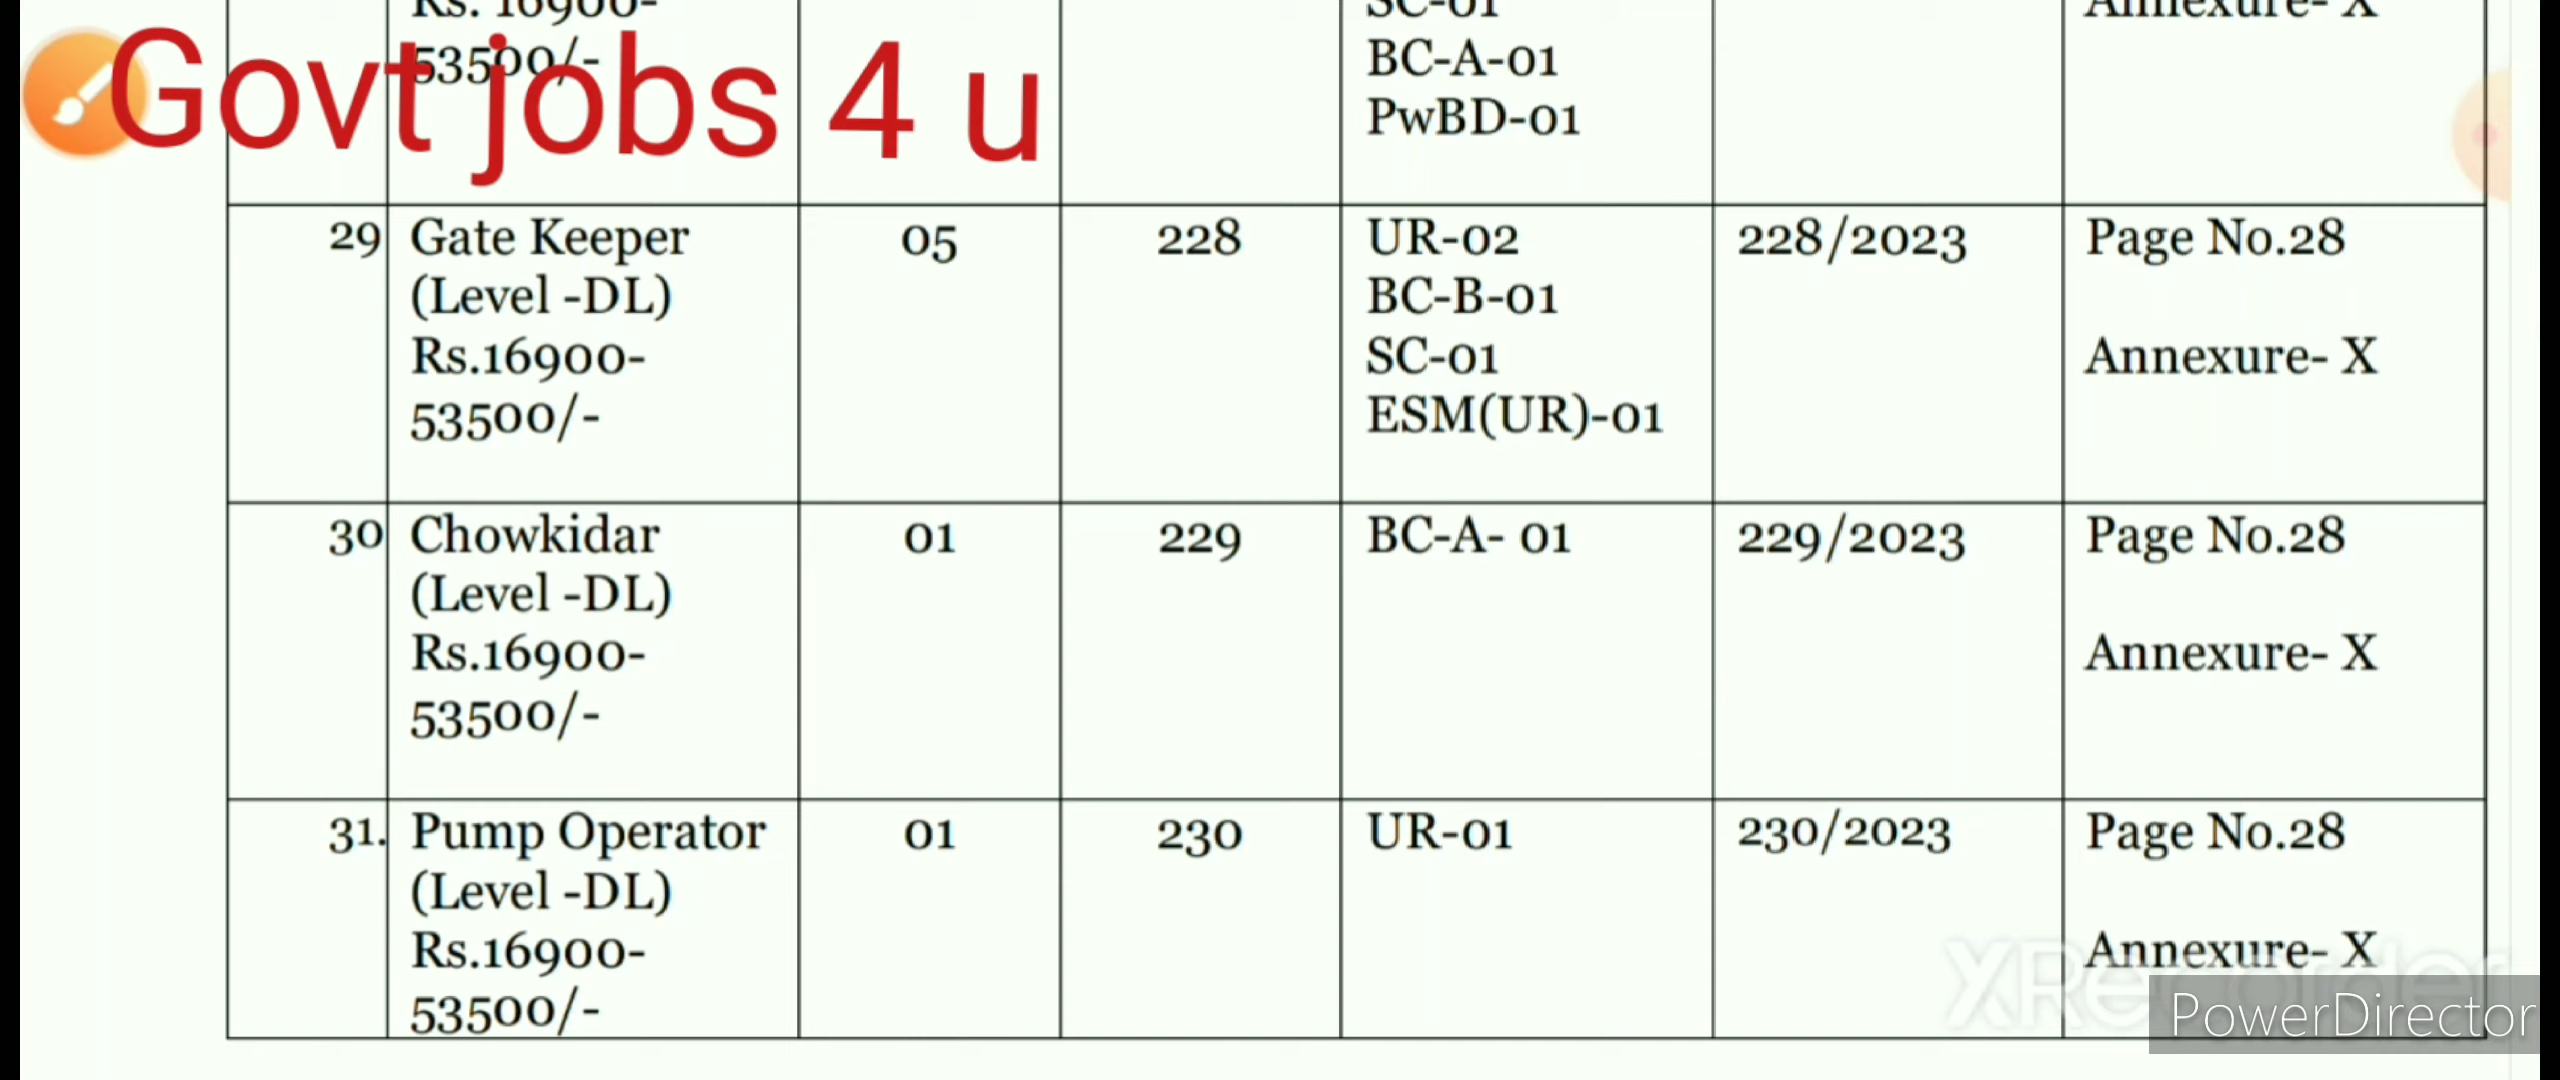 Rs. 16900-
53500/-
SC-01
BC-A-01
PwBD-01
Annexure- X
Govt jobs 4 u
29 Gate Keeper (Level -DL) Rs.16900- 53500/-
05
228
UR-02
BC-B-01
SC-01
ESM(UR)-01
228/2023
Page No.28
Annexure- X
30 Chowkidar (Level -DL) Rs.16900- 53500/-
01
229
BC-A- 01
229/2023
Page No.28
Annexure- X
31. Pump Operator (Level -DL) Rs.16900- 53500/-
01
230
UR-01
230/2023
Page No.28
Annexure- X
XRecorder
PowerDirector